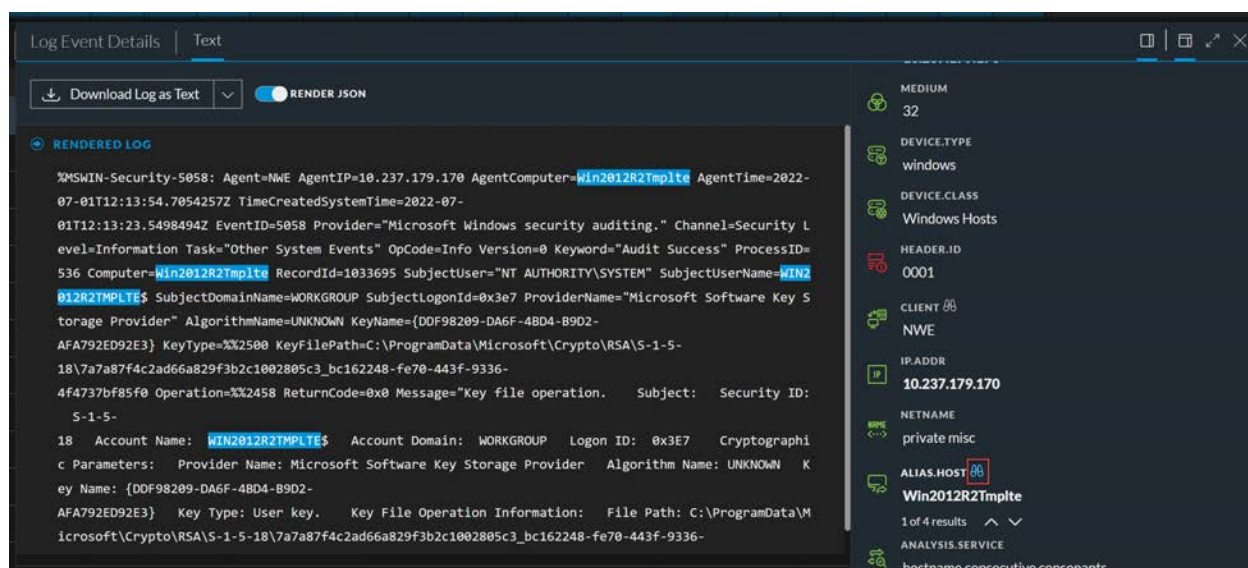 Log Event Details Text
Download Log as Text RENDER JSON
RENDERED LOG
%MSWIN-Security-5058: Agent=NWE AgentIP=10.237.179.170 AgentComputer=Win2012R2Tmplte AgentTime=2022-
07-01T12:13:54.7054257Z TimeCreatedSystemTime=2022-07-
01T12:13:23.5498494Z EventID=5058 Provider="Microsoft Windows security auditing." Channel=Security L
evel=Information Task="Other System Events" OpCode=Info Version=0 Keyword="Audit Success" ProcessID=
536 Computer=Win2012R2Tmplte RecordId=1033695 SubjectUser="NT AUTHORITY\SYSTEM" SubjectUserName=WIN2
012R2TMPLTE$ SubjectDomainName=WORKGROUP SubjectLogonId=0x3e7 ProviderName="Microsoft Software Key S
torage Provider" AlgorithmName=UNKNOWN KeyName={DDF98209-DA6F-4BD4-B9D2-
AFA792ED92E3} KeyType=%%2500 KeyFilePath=C:\ProgramData\Microsoft\Crypto\RSA\S-1-5-
18\7a7a87f4c2ad66a829f3b2c1002805c3_bc162248-fe70-443f-9336-
4f4737bf85f0 Operation=%%2458 ReturnCode=0x0 Message="Key file operation. Subject: Security ID:
S-1-5-
18 Account Name: WIN2012R2TMPLTE$ Account Domain: WORKGROUP Logon ID: 0x3E7 Cryptographi
c Parameters: Provider Name: Microsoft Software Key Storage Provider Algorithm Name: UNKNOWN K
ey Name: {DDF98209-DA6F-4BD4-B9D2-
AFA792ED92E3} Key Type: User key. Key File Operation Information: File Path: C:\ProgramData\M
icrosoft\Crypto\RSA\S-1-5-18\7a7a87f4c2ad66a829f3b2c1002805c3_bc162248-fe70-443f-9336-
MEDIUM
32
DEVICE.TYPE
windows
DEVICE.CLASS
Windows Hosts
HEADER.ID
0001
CLIENT
NWE
IP
IP.ADDR
10.237.179.170
NAME
NETNAME
private misc
ALIAS.HOST
Win2012R2Tmplte
1 of 4 results
ANALYSIS.SERVICE
hostname consecutive consonants